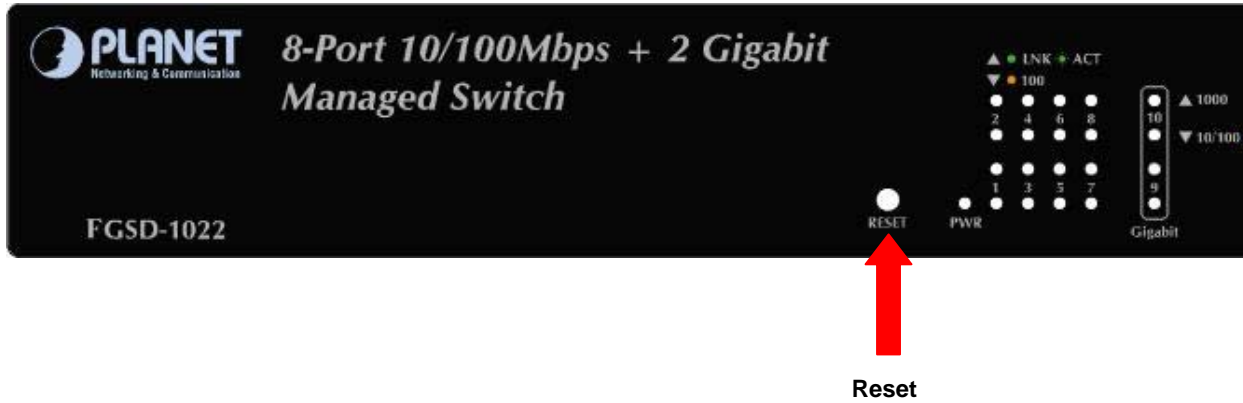 PLANET
Networking & Communication
8-Port 10/100Mbps + 2 Gigabit
Managed Switch
▲ LNK ACT
▼ 100
2 4 6 8
10
▲ 1000
▼ 10/100
1 3 5 7
9
RESET
PWR
Gigabit
FGSD-1022
Reset